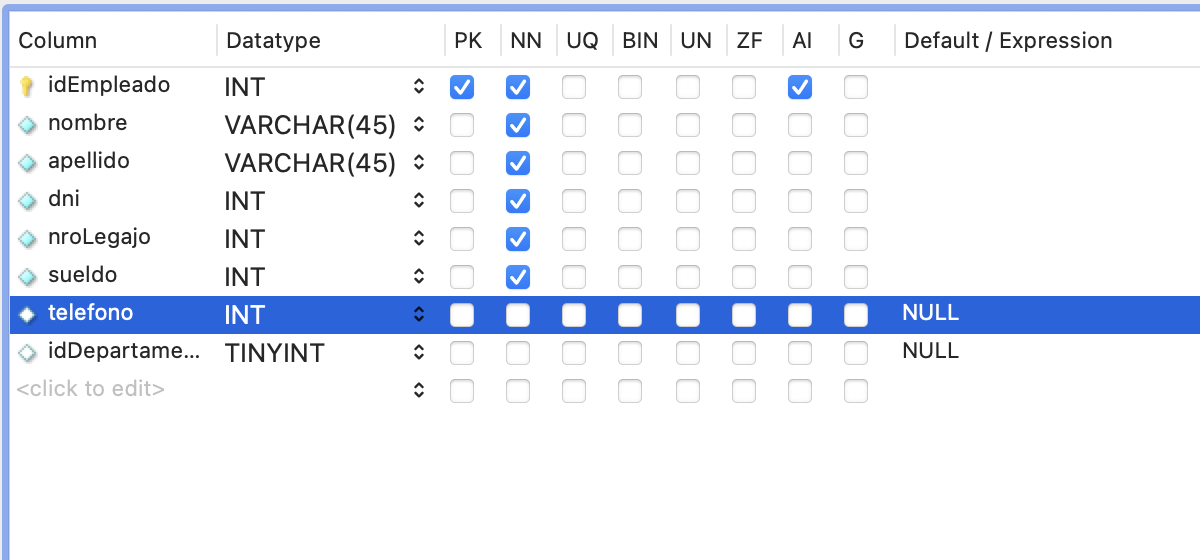 Column Datatype PK NN UQ BIN UN ZF AI G Default / Expression
idEmpleado INT
nombre VARCHAR(45)
apellido VARCHAR(45)
dni INT
nroLegajo INT
sueldo INT
telefono INT NULL
idDepartame... TINYINT NULL
<click to edit>